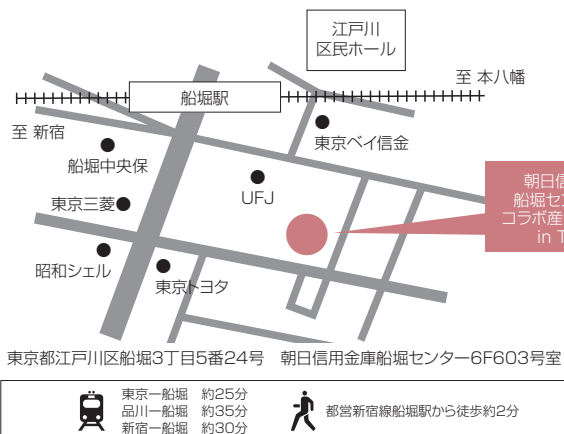 江戸川
区民ホール
至 本八幡
船堀駅
至 新宿
東京ベイ信金
船堀中央保
UFJ
東京三菱
朝日信
船堀セン
コラボ産
in T
昭和シェル
東京トヨタ
東京都江戸川区船堀3丁目5番24号 朝日信用金庫船堀センター6F603号室
東京ー船堀 約25分
品川ー船堀 約35分
新宿ー船堀 約30分
都営新宿線船堀駅から徒歩約2分